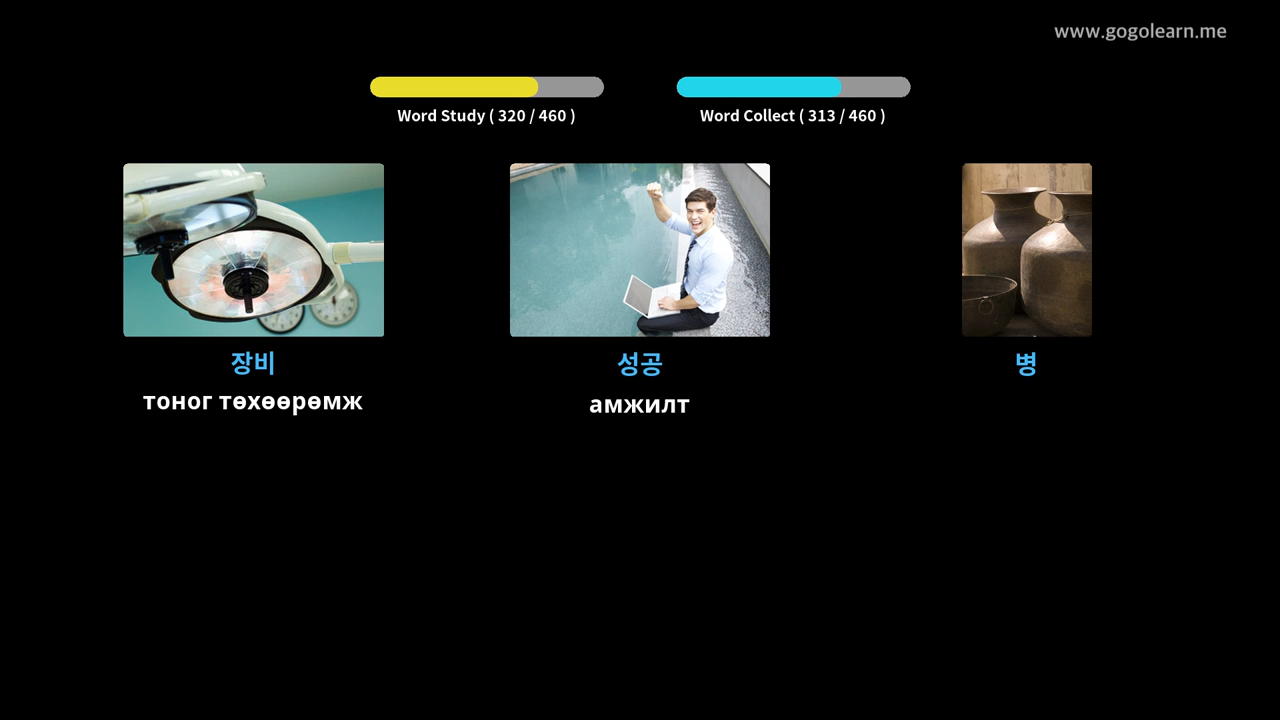 www.gogolearn.me
Word Study ( 320 / 460 )
Word Collect ( 313 / 460 )
장비
성공
병
тоног төхөөрөмж
амжилт